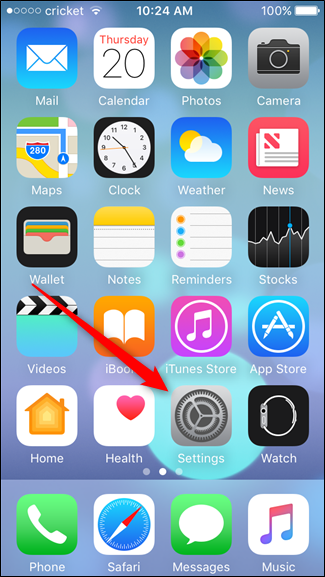 cricket 10:24 AM 100%
Thursday
20
Mail Calendar Photos Camera
280
Maps Clock Weather News
Wallet Notes Reminders Stocks
Videos iBoo iTunes Store App Store
Home Health Settings Watch
Phone Safari Messages Music